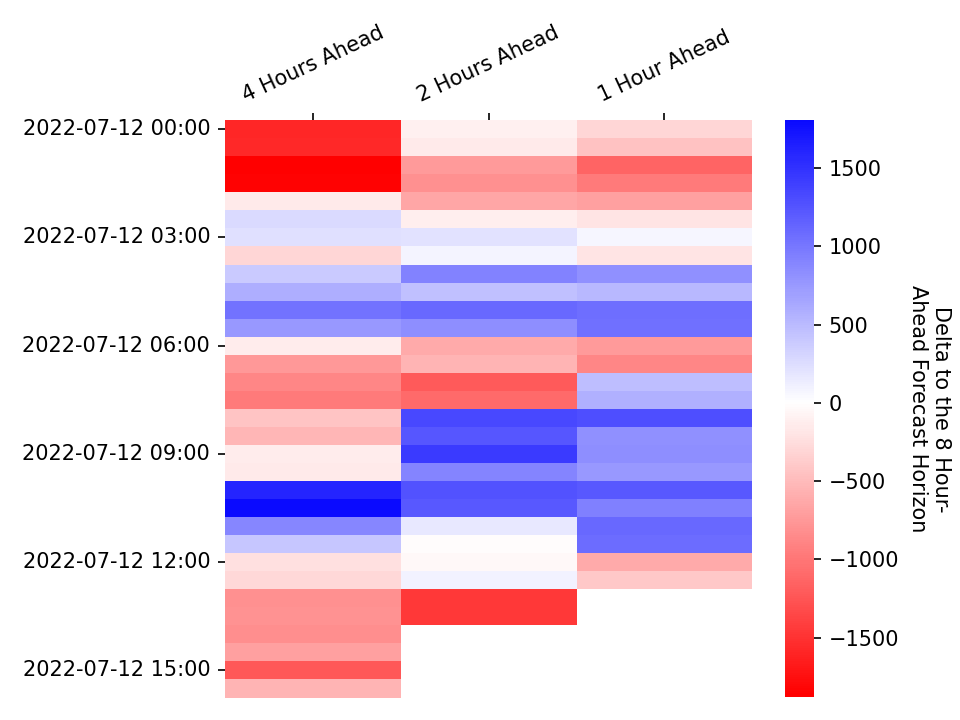 4 Hours Ahead
2 Hours Ahead
1 Hour Ahead
2022-07-12 00:00
2022-07-12 03:00
2022-07-12 06:00
2022-07-12 09:00
2022-07-12 12:00
2022-07-12 15:00
1500
1000
500
0
−500
−1000
−1500
Delta to the 8 Hour-
Ahead Forecast Horizon